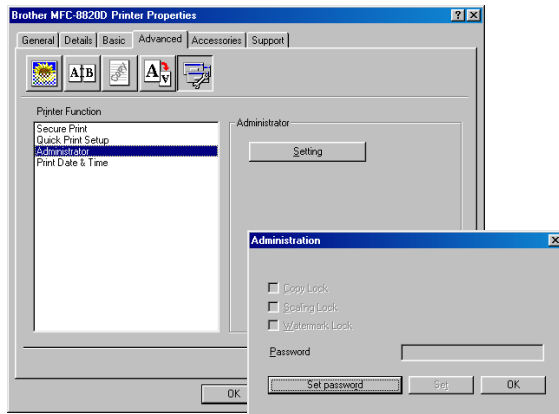 Brother MFC-8820D Printer Properties
General Details Basic Advanced Accessories Support
Printer Function
Secure Print
Quick Print Setup
Administrator
Print Date & Time
Administrator
Setting
Administration
Copy Lock
Scaling Lock
Watermark Lock
Password
Set password Set OK
OK